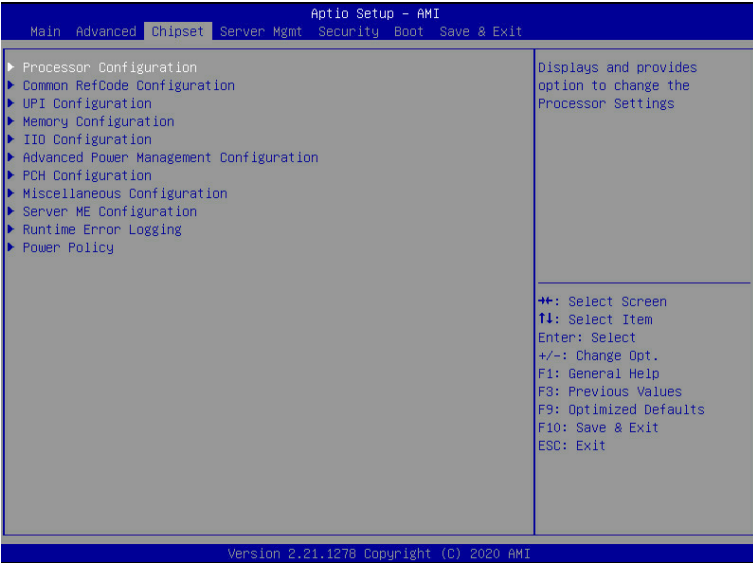 Aptio Setup – AMI
Main Advanced Chipset Server Mgmt Security Boot Save & Exit
▶ Processor Configuration
▶ Common RefCode Configuration
▶ UPI Configuration
▶ Memory Configuration
▶ IIO Configuration
▶ Advanced Power Management Configuration
▶ PCH Configuration
▶ Miscellaneous Configuration
▶ Server ME Configuration
▶ Runtime Error Logging
▶ Power Policy
Displays and provides
option to change the
Processor Settings
→←: Select Screen
↑↓: Select Item
Enter: Select
+/-: Change Opt.
F1: General Help
F3: Previous Values
F9: Optimized Defaults
F10: Save & Exit
ESC: Exit
Version 2.21.1278 Copyright (C) 2020 AMI